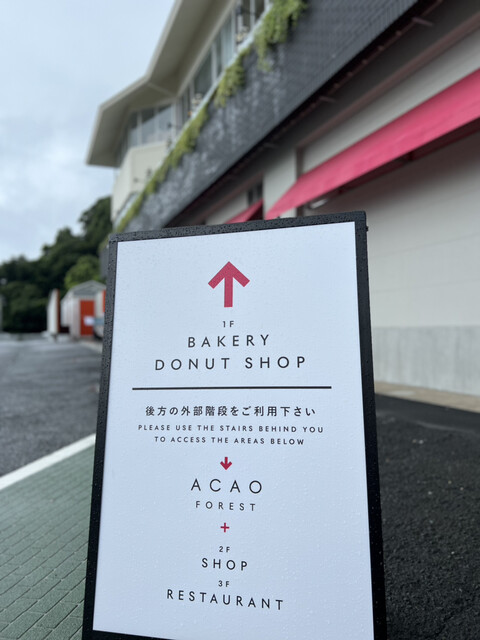 1F
BAKERY
DONUT SHOP
後方の外部階段をご利用下さい
PLEASE USE THE STAIRS BEHIND YOU
TO ACCESS THE AREAS BELOW
ACAO
FOREST
+
2F
SHOP
3F
RESTAURANT